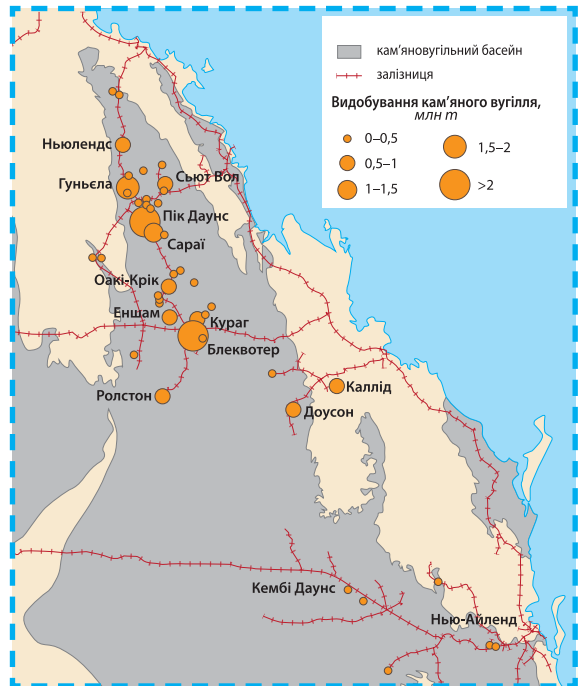 кам'яновугільний басейн
залізниця
Видобування кам'яного вугілля,
млн т
0–0,5
0,5–1
1–1,5
1,5–2
>2
Ньюлендс
Гуньєла
Сьют Вол
Пік Даунс
Сараї
Оакі-Крік
Еншам
Кураг
Блеквотер
Ролстон
Каллід
Доусон
Кембі Даунс
Нью-Айленд